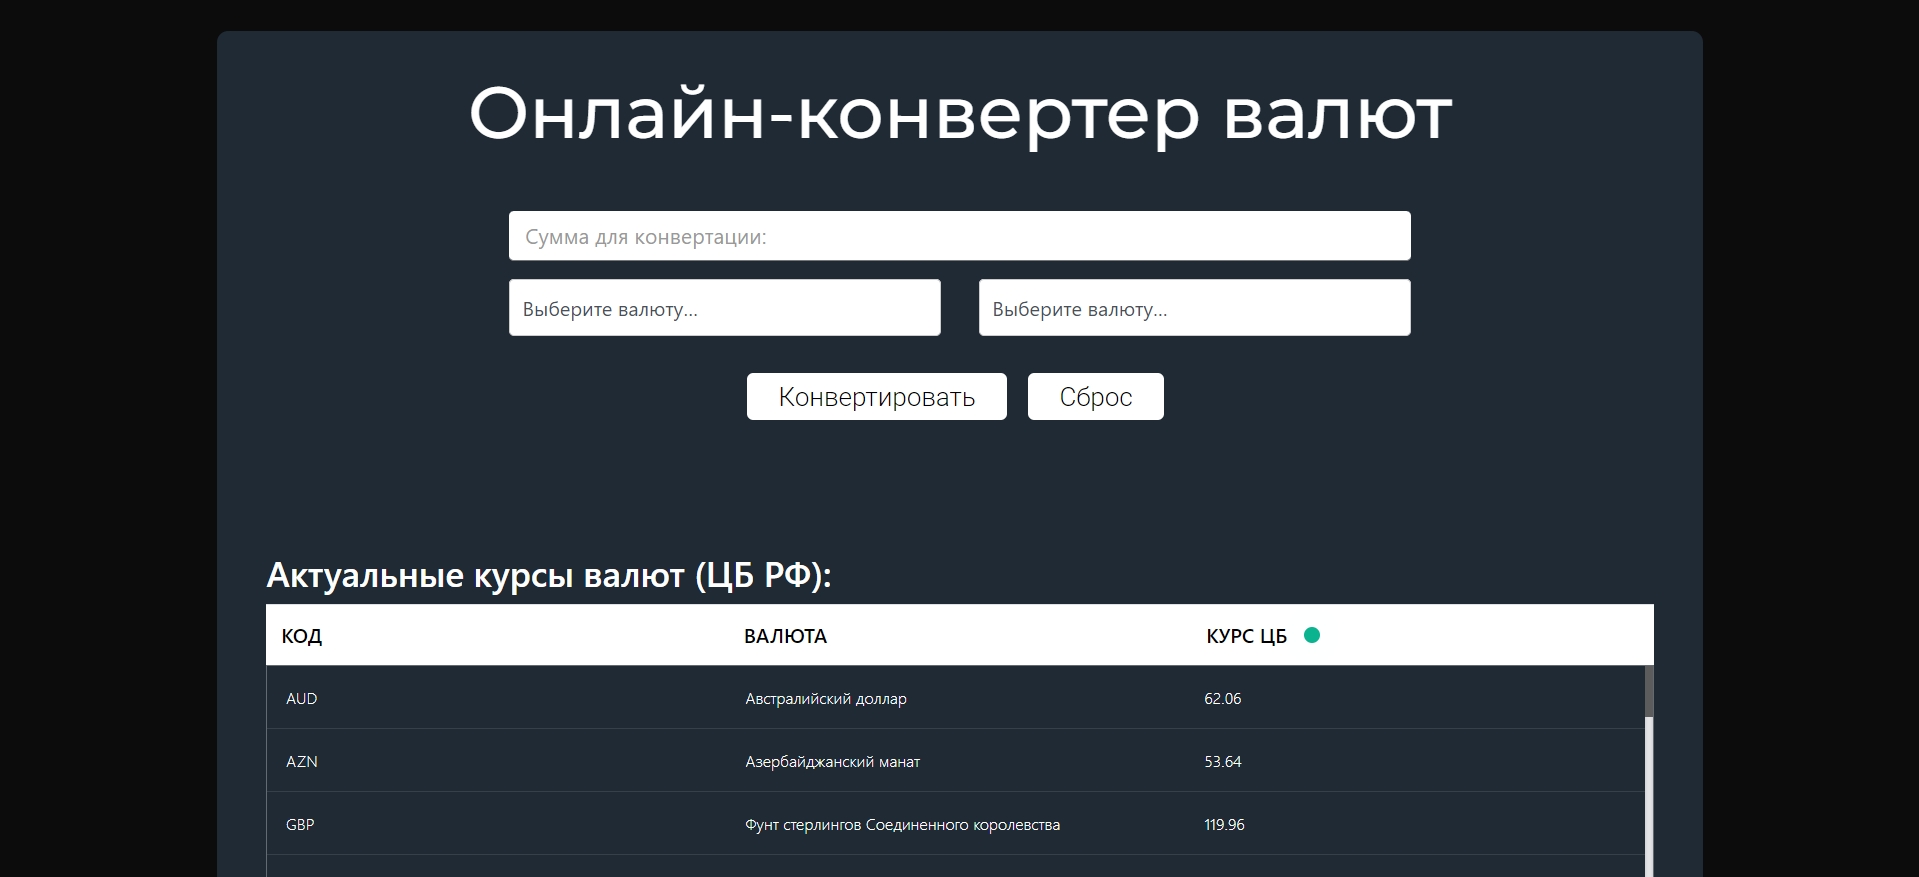 Онлайн-конвертер валют
Сумма для конвертации:
Выберите валюту... Выберите валюту...
Конвертировать Сброс
Актуальные курсы валют (ЦБ РФ):
КОД ВАЛЮТА КУРС ЦБ
AUD Австралийский доллар 62.06
AZN Азербайджанский манат 53.64
GBP Фунт стерлингов Соединенного королевства 119.96